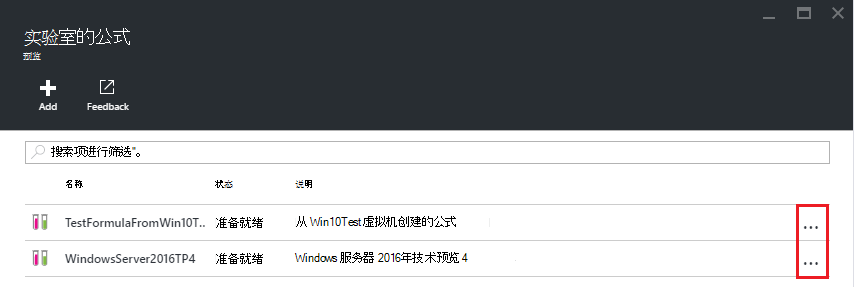 实验室的公式
预览
Add Feedback
搜索项进行筛选*。
名称 状态 说明
TestFormulaFromWin10T.. 准备就绪 从 Win10Test 虚拟机创建的公式 ...
WindowsServer2016TP4 准备就绪 Windows 服务器 2016年技术预览 4 ...